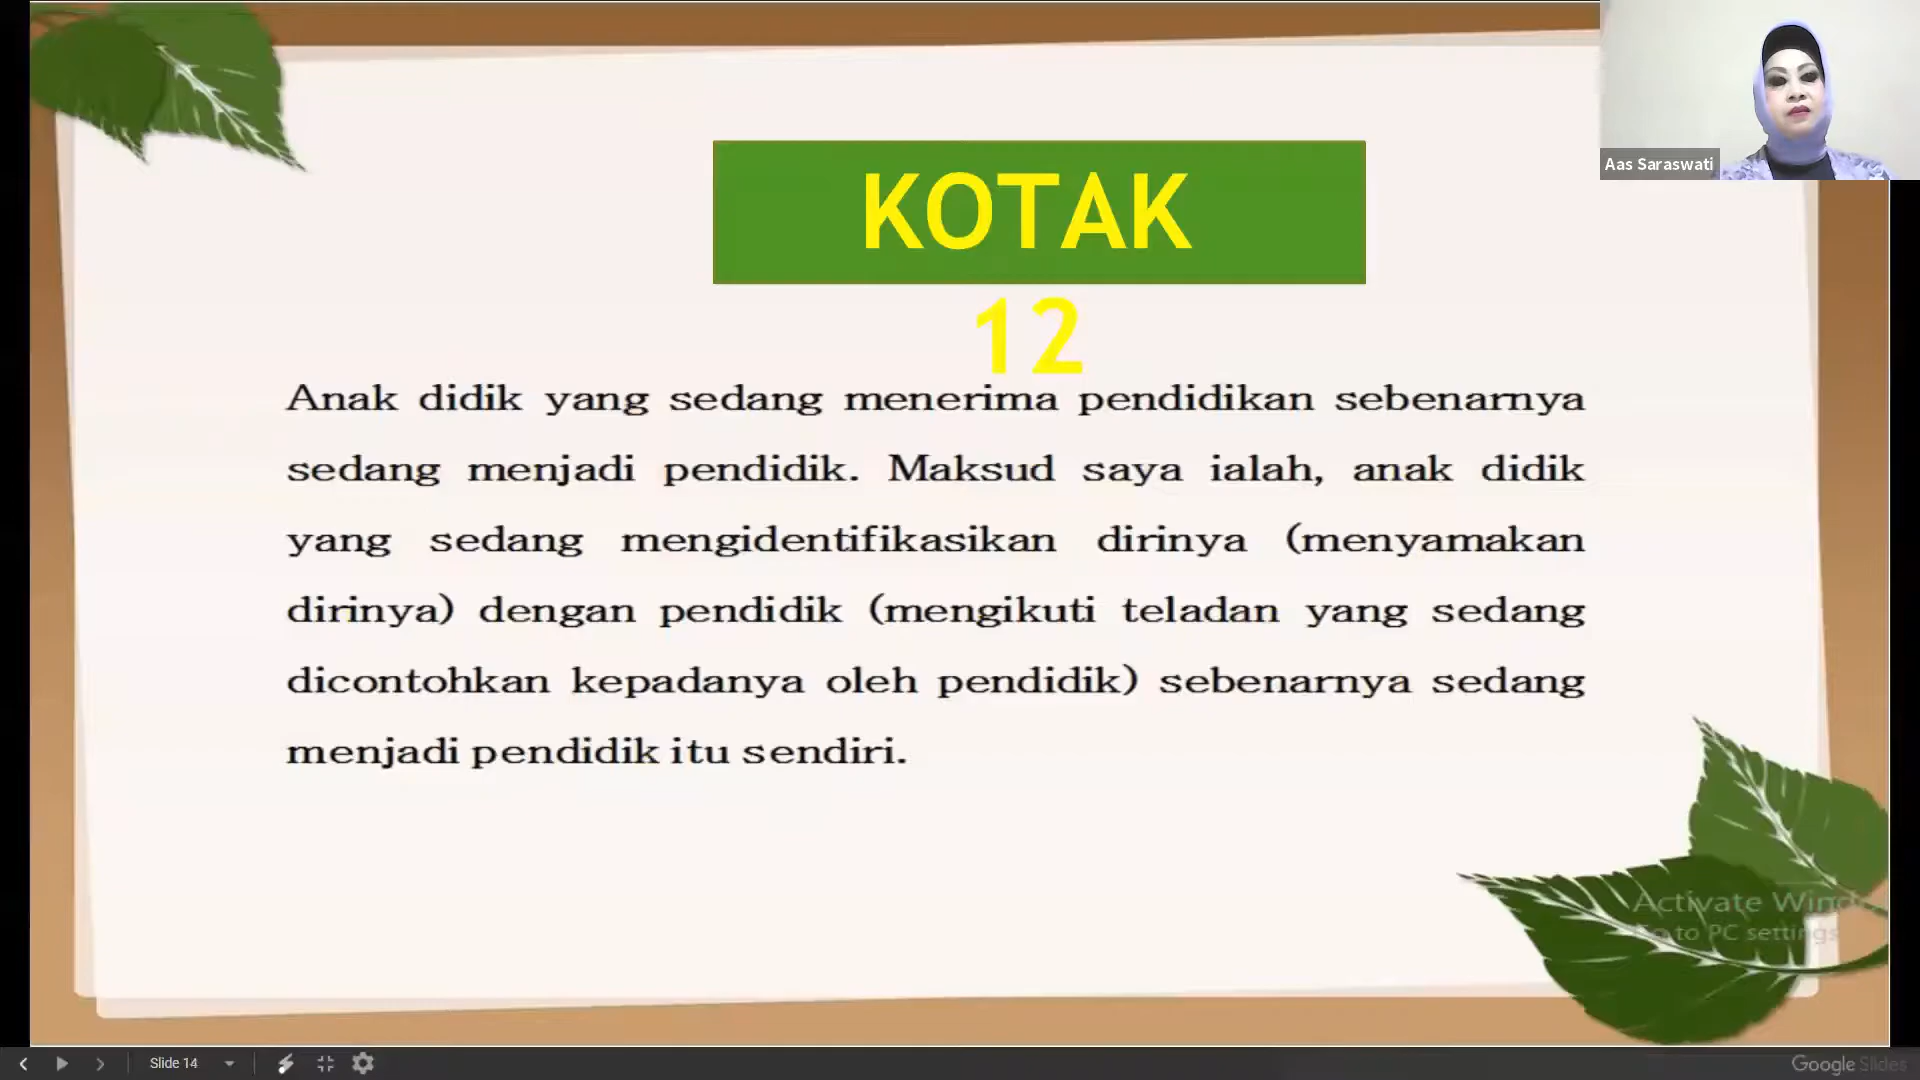 Aas Saraswati
KOTAK
12
Anak didik yang sedang menerima pendidikan sebenarnya
sedang menjadi pendidik. Maksud saya ialah, anak didik
yang sedang mengidentifikasikan dirinya (menyamakan
dirinya) dengan pendidik (mengikuti teladan yang sedang
dicontohkan kepadanya oleh pendidik) sebenarnya sedang
menjadi pendidik itu sendiri.
Activate Wind
Go to PC settings
Slide 14
Google Slides